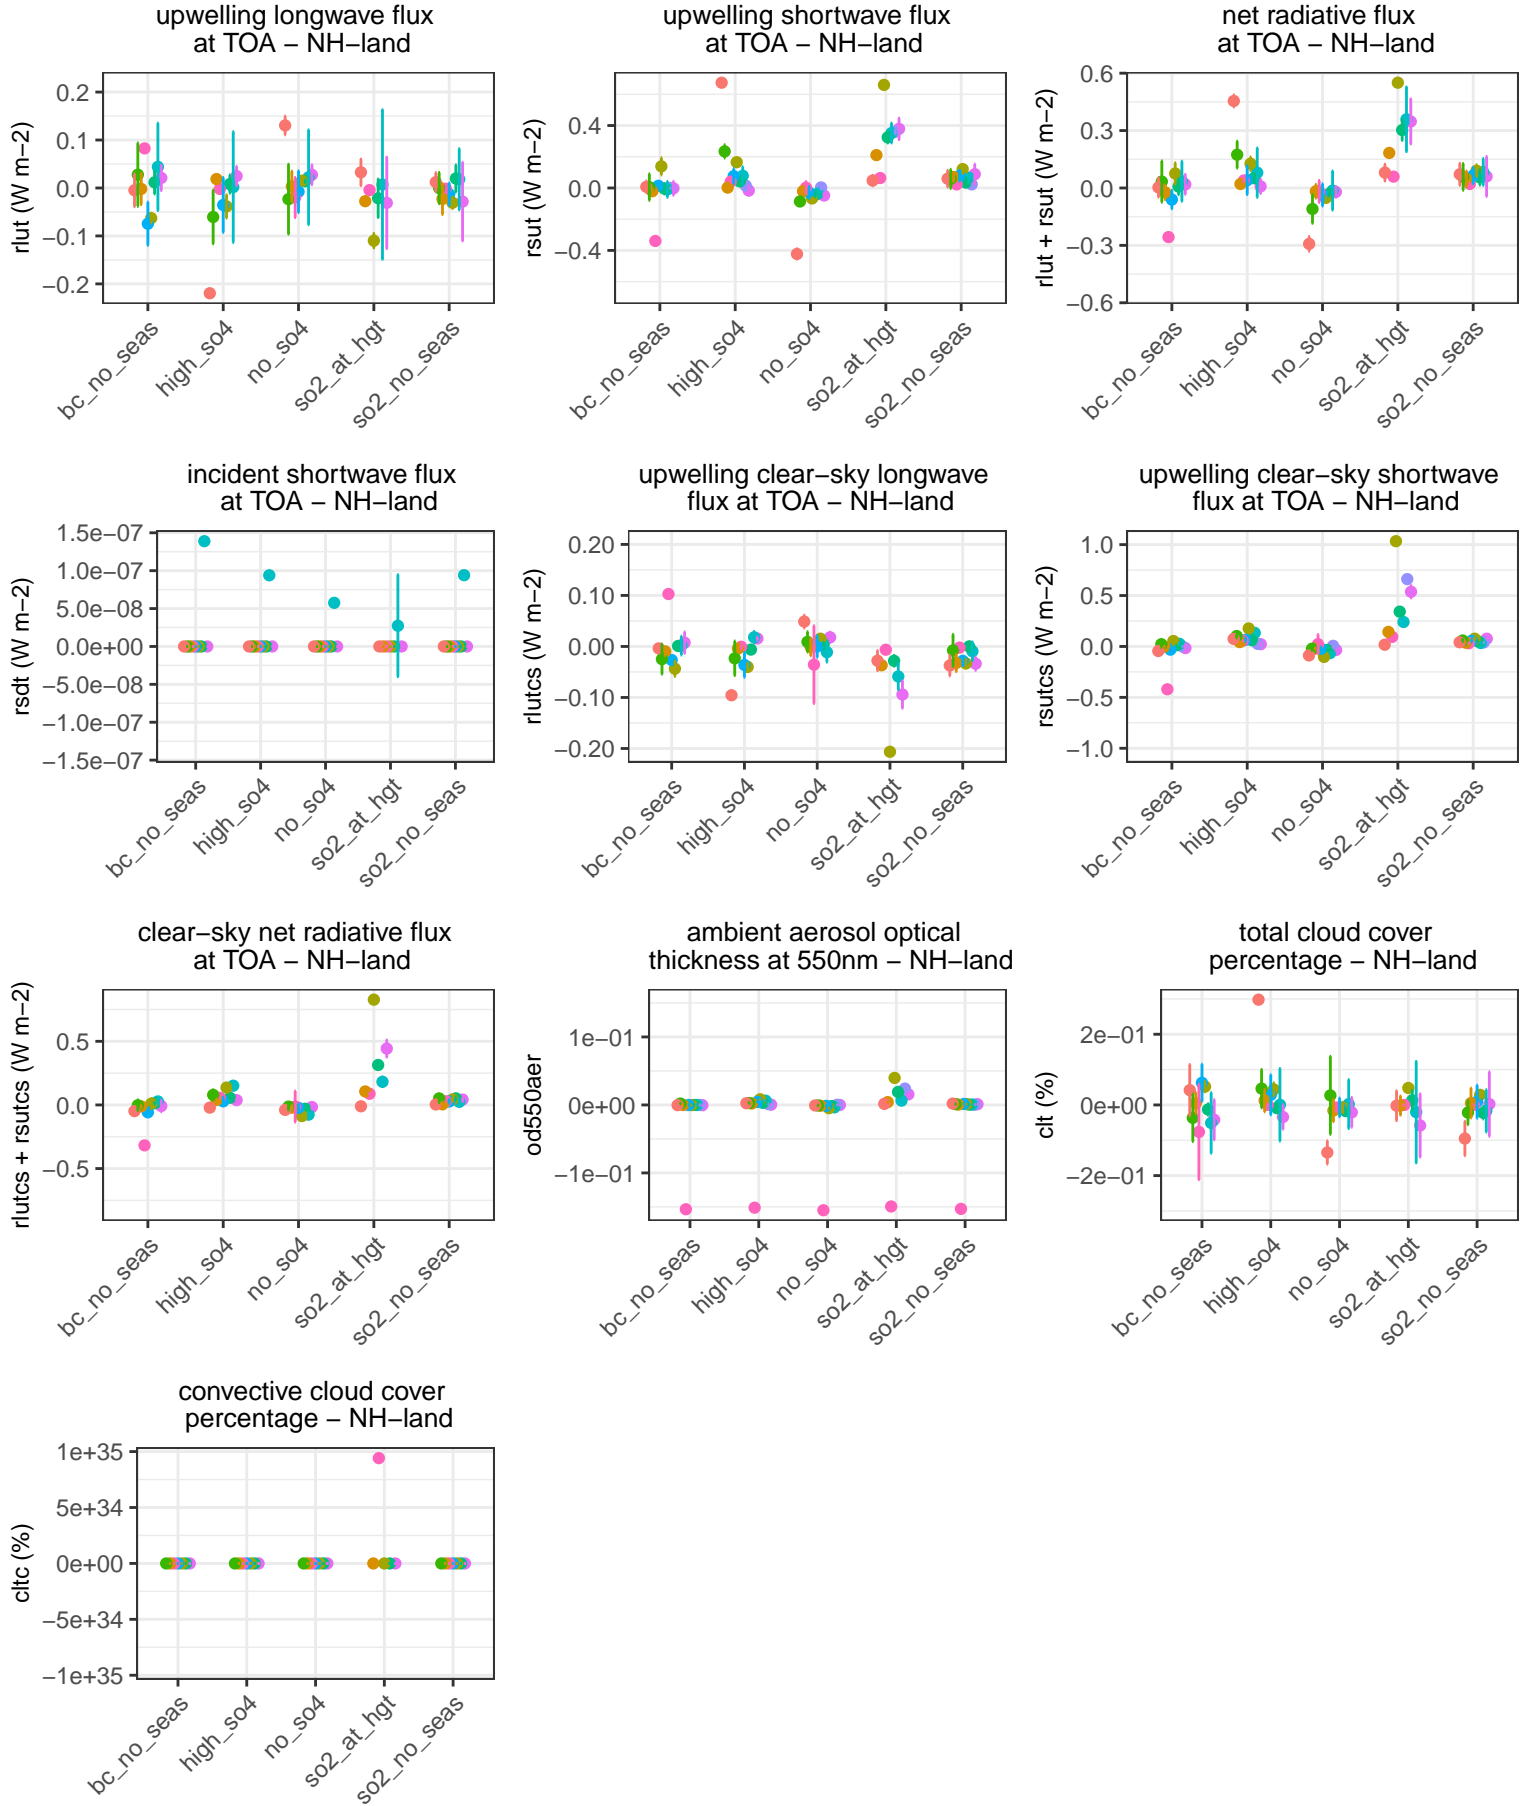 upwelling longwave flux
at TOA − NH−land
rlut (W m−2)
0.2
0.1
0.0
−0.1
−0.2
bc_no_seas
high_so4
no_so4
so2_at_hgt
so2_no_seas
upwelling shortwave flux
at TOA − NH−land
rsut (W m−2)
0.4
0.0
−0.4
bc_no_seas
high_so4
no_so4
so2_at_hgt
so2_no_seas
net radiative flux
at TOA − NH−land
rlut + rsut (W m−2)
0.6
0.3
0.0
−0.3
−0.6
bc_no_seas
high_so4
no_so4
so2_at_hgt
so2_no_seas
incident shortwave flux
at TOA − NH−land
rsdt (W m−2)
1.5e−07
1.0e−07
5.0e−08
0.0e+00
−5.0e−08
−1.0e−07
−1.5e−07
bc_no_seas
high_so4
no_so4
so2_at_hgt
so2_no_seas
upwelling clear−sky longwave
flux at TOA − NH−land
rlutcs (W m−2)
0.20
0.10
0.00
−0.10
−0.20
bc_no_seas
high_so4
no_so4
so2_at_hgt
so2_no_seas
upwelling clear−sky shortwave
flux at TOA − NH−land
rsutcs (W m−2)
1.0
0.5
0.0
−0.5
−1.0
bc_no_seas
high_so4
no_so4
so2_at_hgt
so2_no_seas
clear−sky net radiative flux
at TOA − NH−land
rlutcs + rsutcs (W m−2)
0.5
0.0
−0.5
bc_no_seas
high_so4
no_so4
so2_at_hgt
so2_no_seas
ambient aerosol optical
thickness at 550nm − NH−land
od550aer
1e−01
0e+00
−1e−01
bc_no_seas
high_so4
no_so4
so2_at_hgt
so2_no_seas
total cloud cover
percentage − NH−land
clt (%)
2e−01
0e+00
−2e−01
bc_no_seas
high_so4
no_so4
so2_at_hgt
so2_no_seas
convective cloud cover
percentage − NH−land
cltc (%)
1e+35
5e+34
0e+00
−5e+34
−1e+35
bc_no_seas
high_so4
no_so4
so2_at_hgt
so2_no_seas